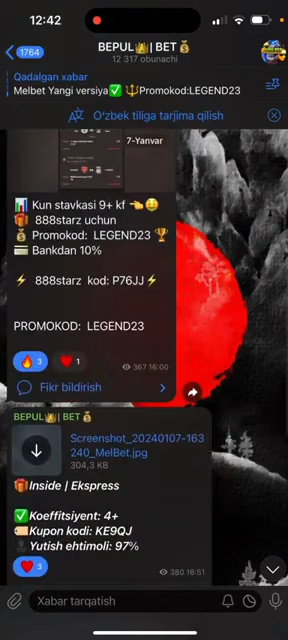 12:42
1764
BEPUL👑| BET💰
12 317 obunachi
Qadalgan xabar
Melbet Yangi versiya✅ 🔱Promokod:LEGEND23
O'zbek tiliga tarjima qilish
7-Yanvar
📊 Kun stavkasi 9+ kf 👈🤑
🎁 888starz uchun
💰 Promokod: LEGEND23 🏆
💳 Bankdan 10%
⚡ 888starz kod: P76JJ⚡
PROMOKOD: LEGEND23
🔥 3 ❤️ 1
367 16:00
Fikr bildirish
BEPUL👑| BET💰
Screenshot_20240107-163
240_MelBet.jpg
304,3 KB
🎁Inside | Ekspress
✅Koeffitsiyent: 4+
🎫Kupon kodi: KE9QJ
Yutish ehtimoli: 97%
❤️ 3
380 16:51
Xabar tarqatish